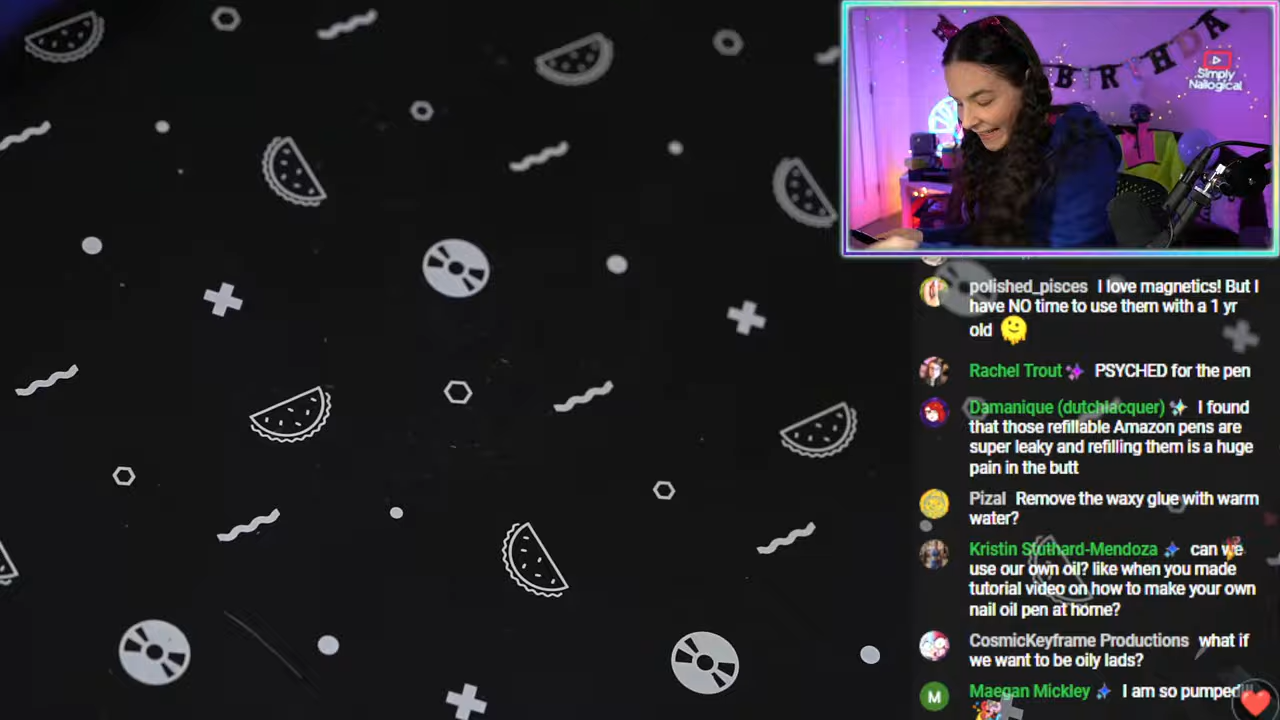 BIRTHDA
Simply
Nailogical
polished_pisces I love magnetics! But I
have NO time to use them with a 1 yr
old
Rachel Trout PSYCHED for the pen
Damanique (dutchlacquer) I found
that those refillable Amazon pens are
super leaky and refilling them is a huge
pain in the butt
Pizal Remove the waxy glue with warm
water?
Kristin Stuthard-Mendoza can we
use our own oil? like when you made
tutorial video on how to make your own
nail oil pen at home?
CosmicKeyframe Productions what if
we want to be oily lads?
M Maegan Mickley I am so pumped!!!